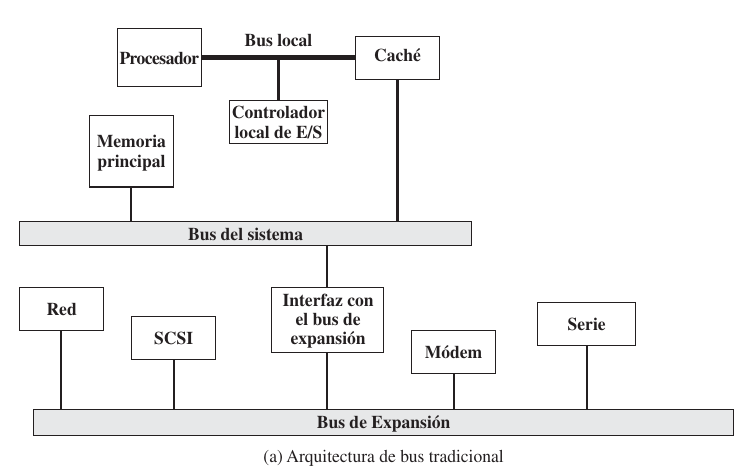 Bus local
Procesador
Caché
Controlador
local de E/S
Memoria
principal
Bus del sistema
Red
SCSI
Interfaz con
el bus de
expansión
Módem
Serie
Bus de Expansión
(a) Arquitectura de bus tradicional